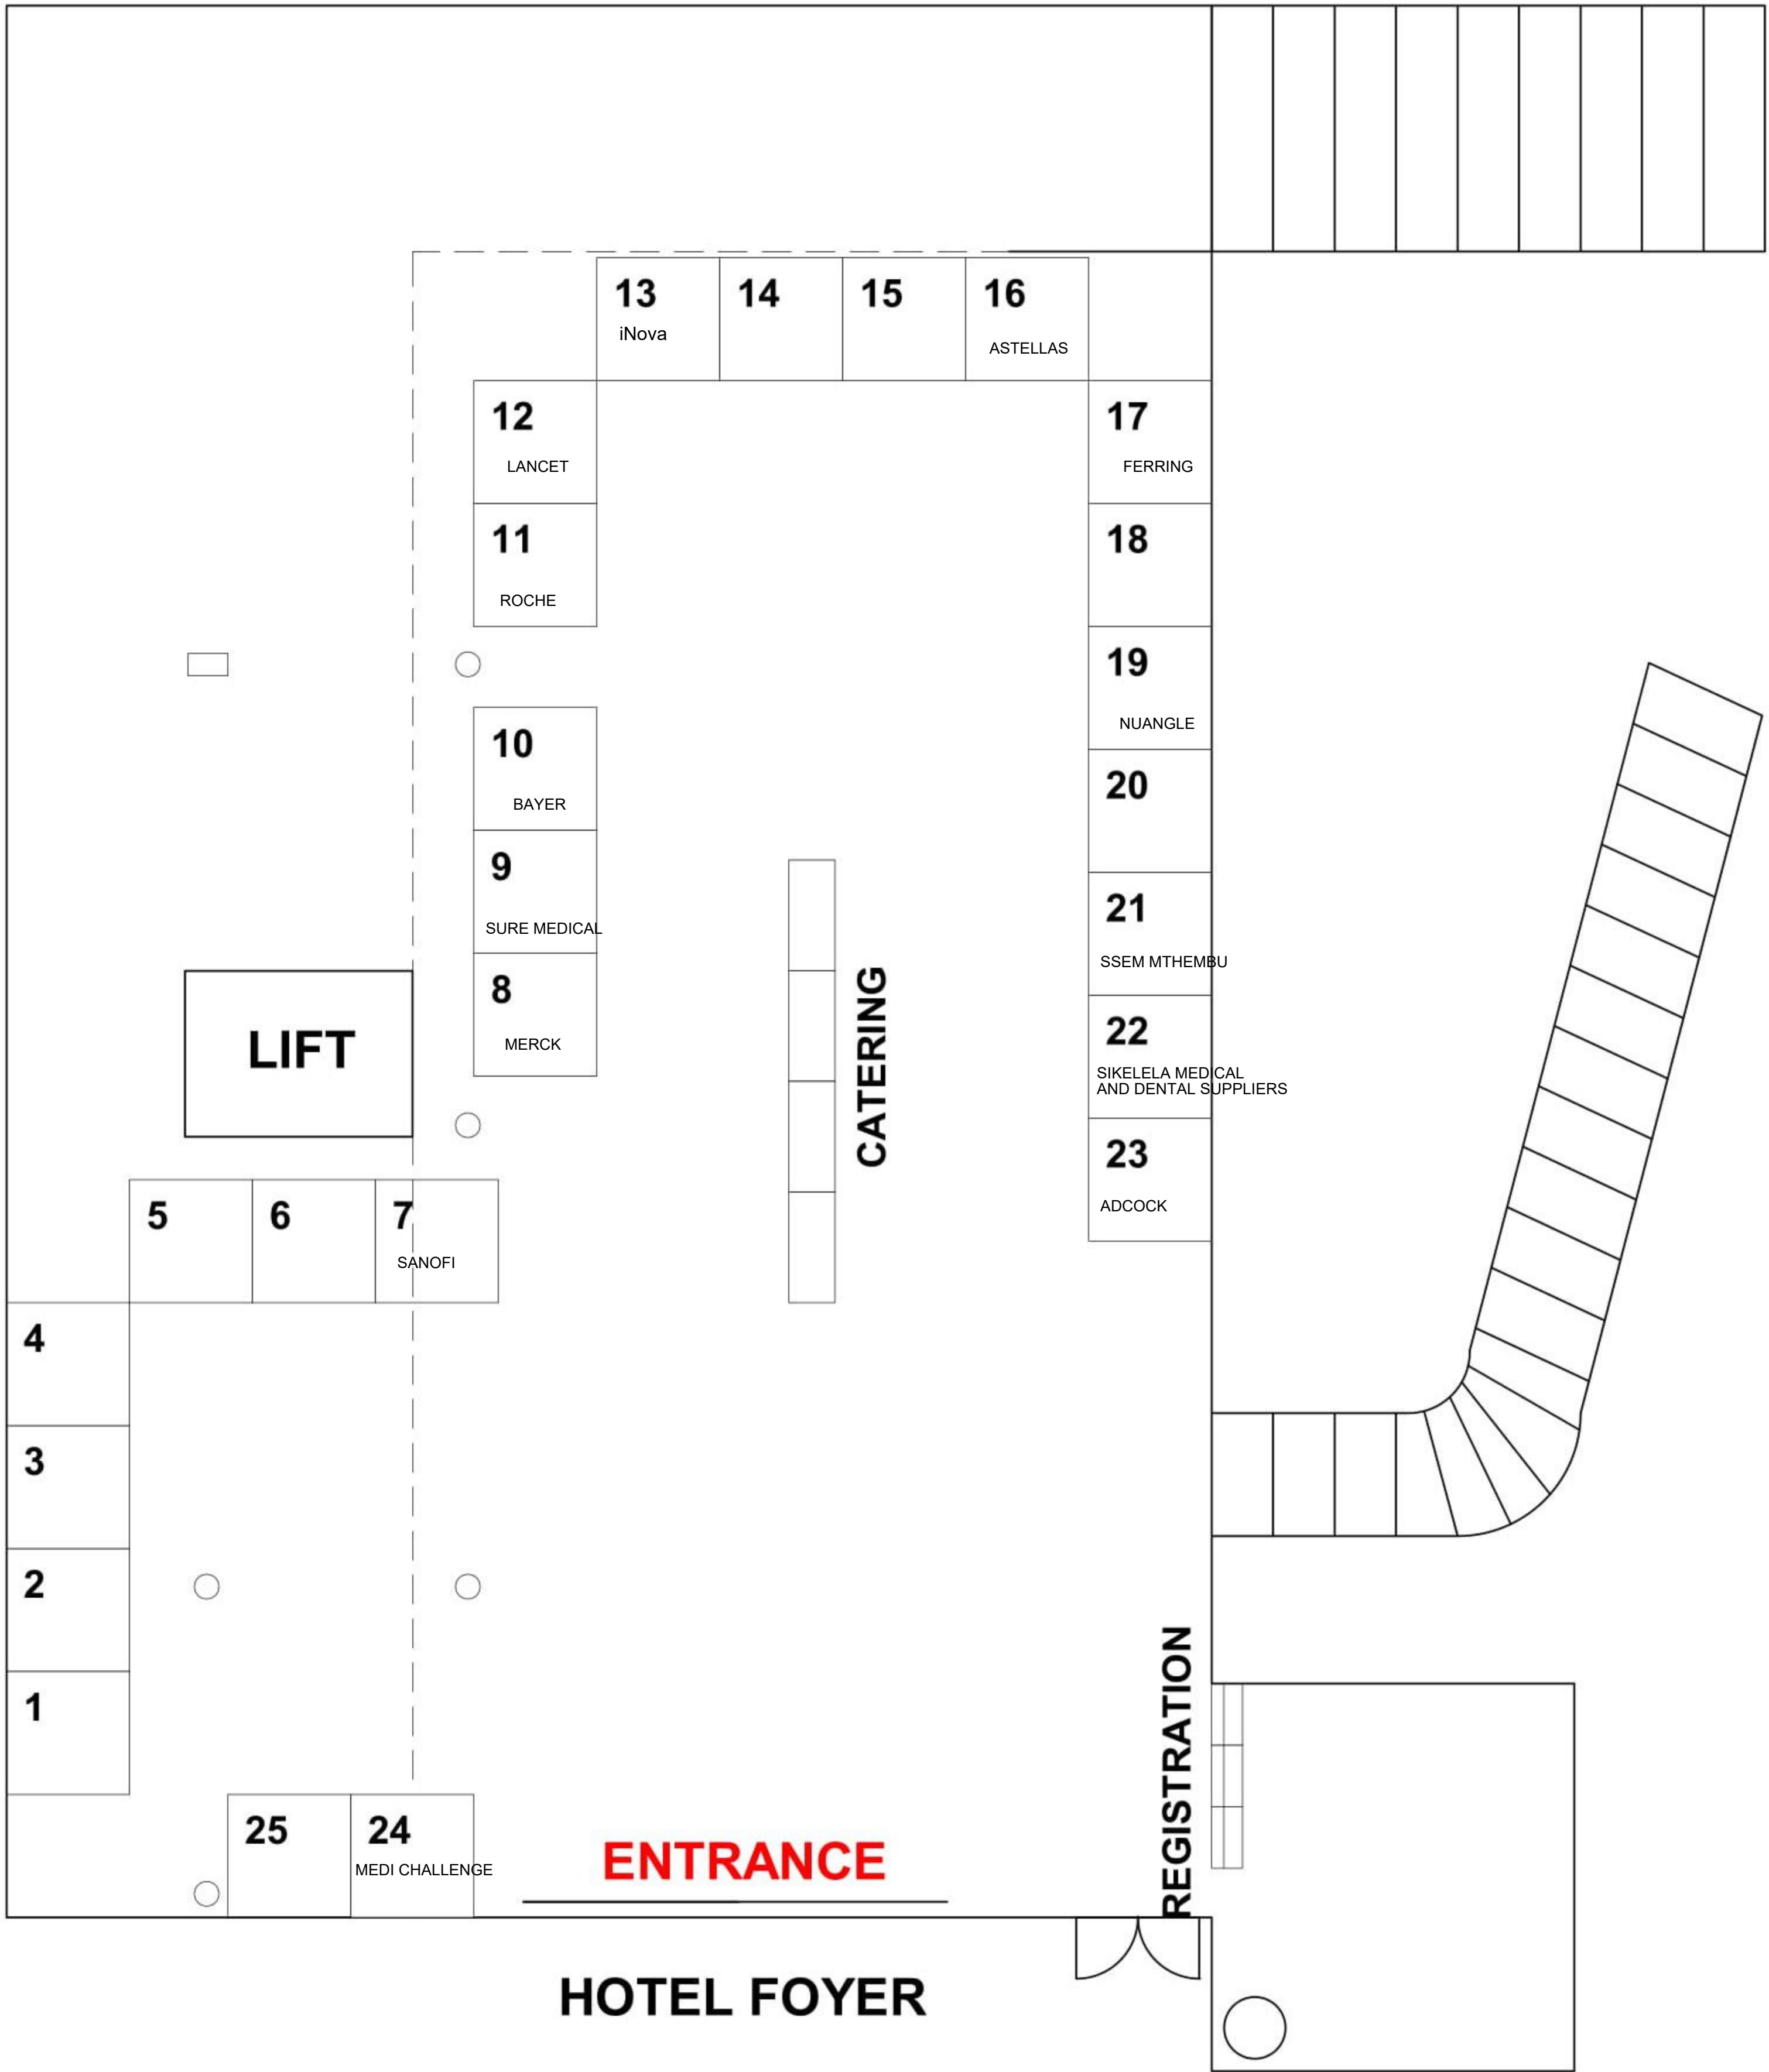 13
iNova
14
15
16
ASTELLAS
12
LANCET
17
FERRING
11
ROCHE
18
19
NUANGLE
10
BAYER
20
9
SURE MEDICAL
21
SSEM MTHEMBU
8
MERCK
LIFT
CATERING
22
SIKELELA MEDICAL
AND DENTAL SUPPLIERS
23
ADCOCK
5
6
7
SANOFI
4
3
2
1
REGISTRATION
25
24
MEDI CHALLENGE
ENTRANCE
HOTEL FOYER